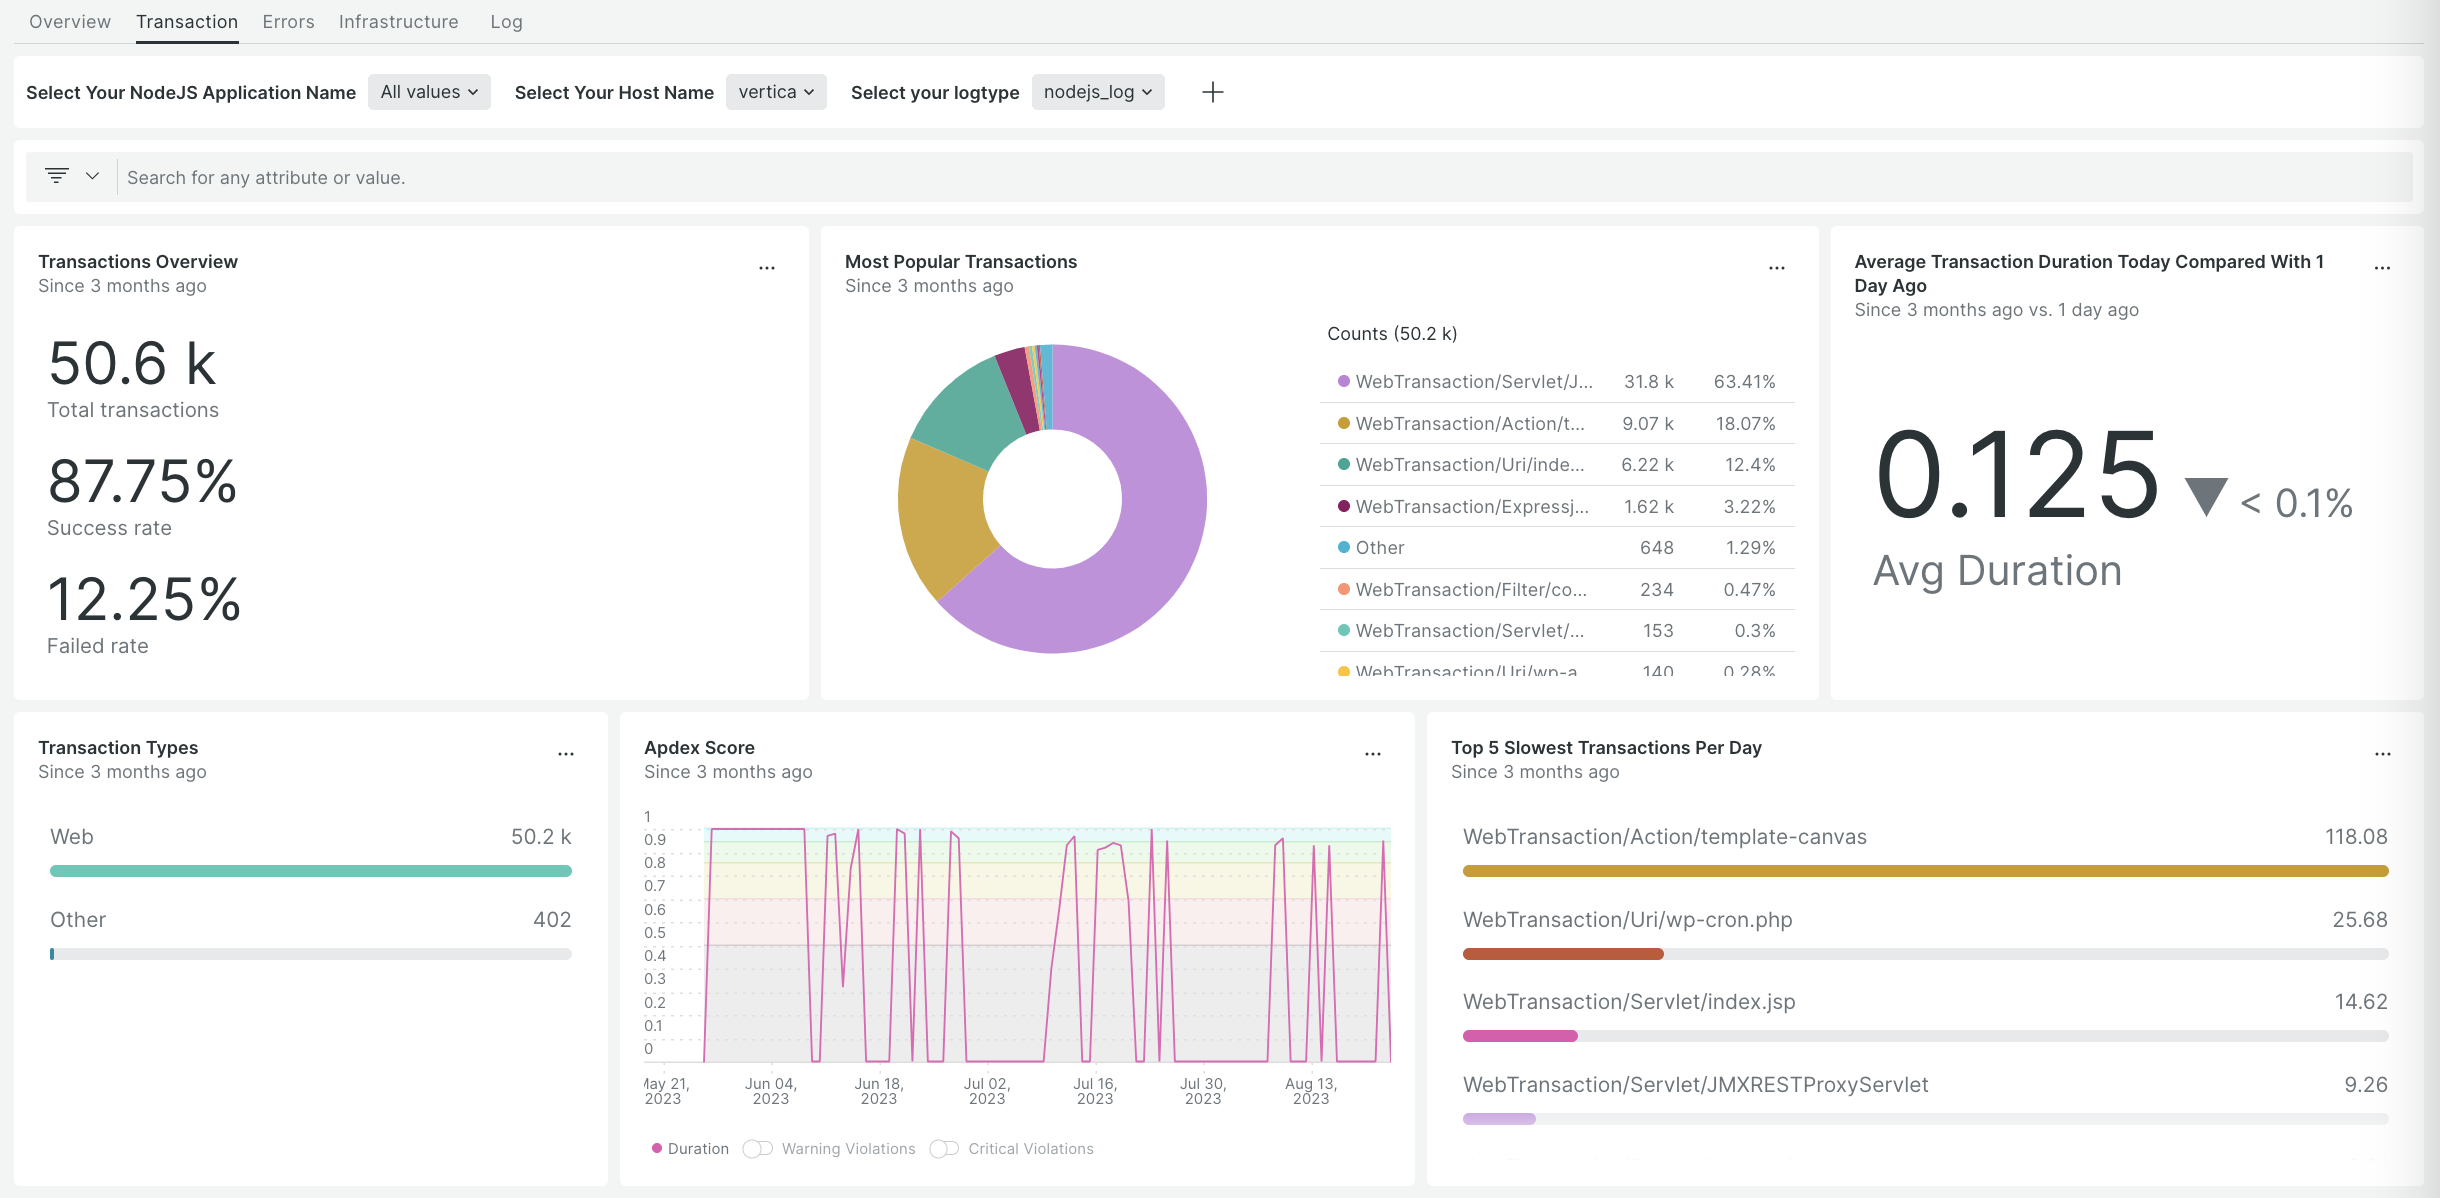 Overview Transaction Errors Infrastructure Log
Select Your NodeJS Application Name All values Select Your Host Name vertica Select your logtype nodejs_log
Search for any attribute or value.
Transactions Overview
Since 3 months ago
50.6 k
Total transactions
87.75%
Success rate
12.25%
Failed rate
Most Popular Transactions
Since 3 months ago
Counts (50.2 k)
WebTransaction/Servlet/J... 31.8 k 63.41%
WebTransaction/Action/t... 9.07 k 18.07%
WebTransaction/Uri/inde... 6.22 k 12.4%
WebTransaction/Expressj... 1.62 k 3.22%
Other 648 1.29%
WebTransaction/Filter/co... 234 0.47%
WebTransaction/Servlet/... 153 0.3%
WebTransaction/Uri/wp-a 140 0.28%
Average Transaction Duration Today Compared With 1
Day Ago
Since 3 months ago vs. 1 day ago
0.125 < 0.1%
Avg Duration
Transaction Types
Since 3 months ago
Web 50.2 k
Other 402
Apdex Score
Since 3 months ago
1
0.9
0.8
0.7
0.6
0.5
0.4
0.3
0.2
0.1
0
May 21, Jun 04, Jun 18, Jul 02, Jul 16, Jul 30, Aug 13,
2023 2023 2023 2023 2023 2023 2023
Duration Warning Violations Critical Violations
Top 5 Slowest Transactions Per Day
Since 3 months ago
WebTransaction/Action/template-canvas 118.08
WebTransaction/Uri/wp-cron.php 25.68
WebTransaction/Servlet/index.jsp 14.62
WebTransaction/Servlet/JMXRESTProxyServlet 9.26